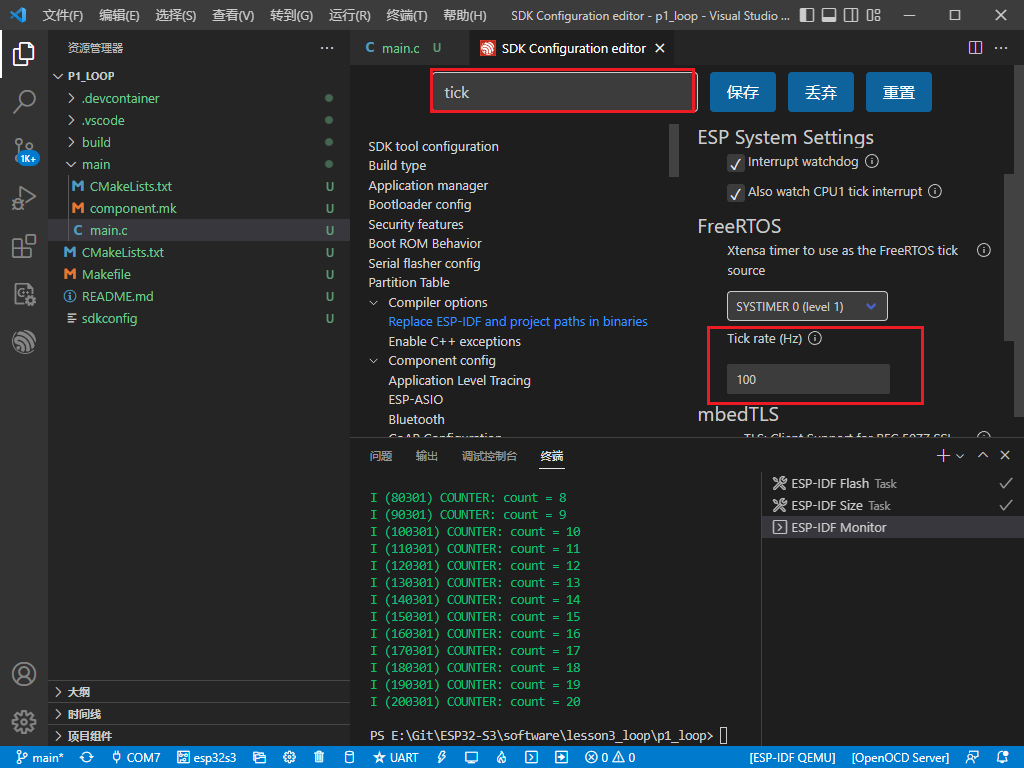 文件(F) 编辑(E) 选择(S) 查看(V) 转到(G) 运行(R) 终端(T) 帮助(H) SDK Configuration editor - p1_loop - Visual Studio ...
资源管理器
P1_LOOP
.devcontainer
.vscode
build
main
CMakeLists.txt U
component.mk U
main.c U
CMakeLists.txt U
Makefile U
README.md U
sdkconfig U
大纲
时间线
项目组件
1K+
main.c U
SDK Configuration editor
tick
保存 丢弃 重置
SDK tool configuration
Build type
Application manager
Bootloader config
Security features
Boot ROM Behavior
Serial flasher config
Partition Table
Compiler options
Replace ESP-IDF and project paths in binaries
Enable C++ exceptions
Component config
Application Level Tracing
ESP-ASIO
Bluetooth
CoAP Configuration
ESP System Settings
Interrupt watchdog
Also watch CPU1 tick interrupt
FreeRTOS
Xtensa timer to use as the FreeRTOS tick
source
SYSTIMER 0 (level 1)
Tick rate (Hz)
100
mbedTLS
TLS: Client Support for RFC 5077 SSL
问题 输出 调试控制台 终端
I (80301) COUNTER: count = 8
I (90301) COUNTER: count = 9
I (100301) COUNTER: count = 10
I (110301) COUNTER: count = 11
I (120301) COUNTER: count = 12
I (130301) COUNTER: count = 13
I (140301) COUNTER: count = 14
I (150301) COUNTER: count = 15
I (160301) COUNTER: count = 16
I (170301) COUNTER: count = 17
I (180301) COUNTER: count = 18
I (190301) COUNTER: count = 19
I (200301) COUNTER: count = 20
PS E:\Git\ESP32-S3\software\lesson3_loop\p1_loop>
ESP-IDF Flash Task
ESP-IDF Size Task
ESP-IDF Monitor
main* COM7 esp32s3 UART 0 0 [ESP-IDF QEMU] [OpenOCD Server]